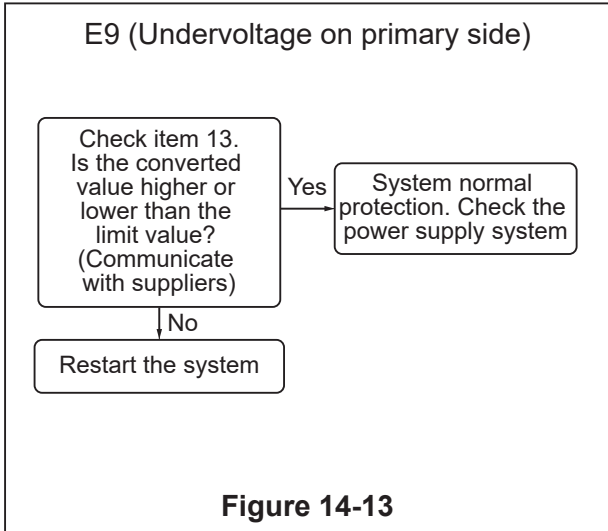 E9 (Undervoltage on primary side)
Check item 13.
Is the converted
value higher or
lower than the
limit value?
(Communicate
with suppliers)
Yes
System normal
protection. Check the
power supply system
No
Restart the system
Figure 14-13